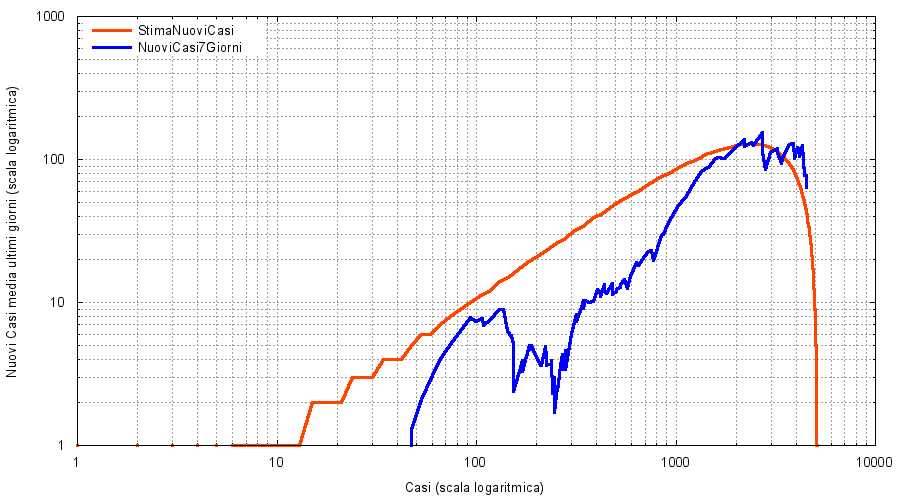 1000
100
10
1
Nuovi Casi media ultimi giorni (scala logaritmica)
StimaNuoviCasi
NuoviCasi7Giorni
1
10
100
1000
10000
Casi (scala logaritmica)